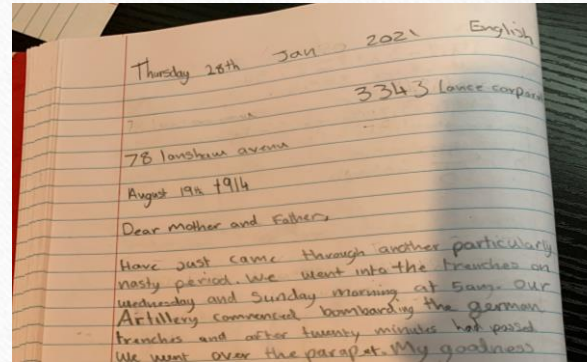 Thursday 28th Jan 2021 English
3343 Lance corpora
78 lansham avenu
August 19th 1914
Dear mother and Father,
Have Just came through another particularly
nasty period. We went into the trenches on
wednesday and Sunday morning at 5am. Our
Artillery commenced bombarding the german
trenches and after twenty minutes had passed
We went over the parapet. My goodness